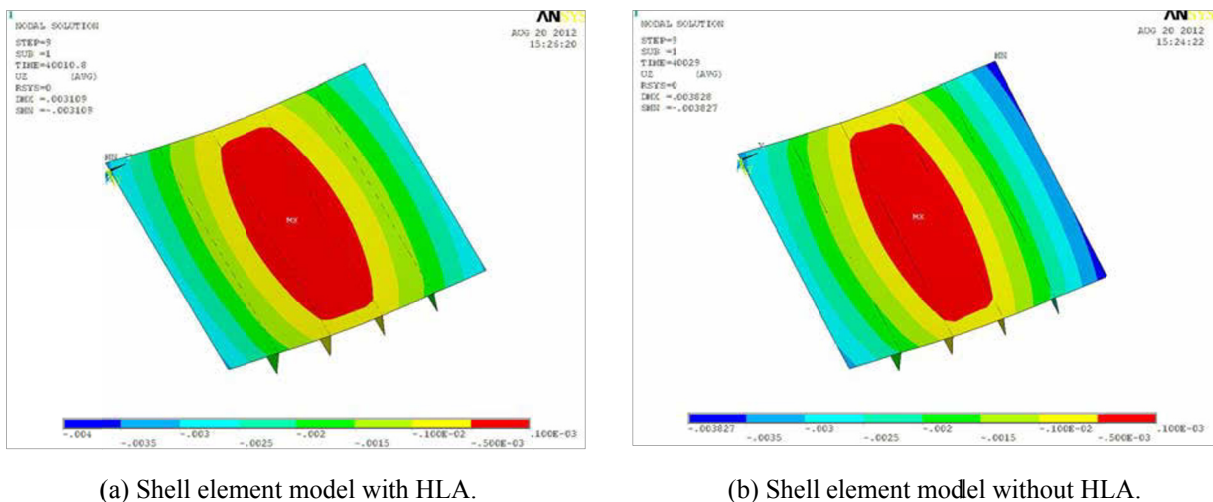 NODAL SOLUTION
STEP=9
SUB =1
TIME=40010.8
UZ (AVG)
RSYS=0
DMX =.003109
SMN =-.003109
ANSYS
AUG 20 2012
15:26:20
MX
-.004 -.003 -.002 -.100E-02 .100E-03
-.0035 -.0025 -.0015 -.500E-03
(a) Shell element model with HLA.
NODAL SOLUTION
STEP=9
SUB =1
TIME=40029
UZ (AVG)
RSYS=0
DMX =.003828
SMN =-.003827
ANSYS
AUG 20 2012
15:24:22
MN
MX
-.003827 -.003 -.002 -.100E-02 .100E-03
-.0035 -.0025 -.0015 -.500E-03
(b) Shell element model without HLA.